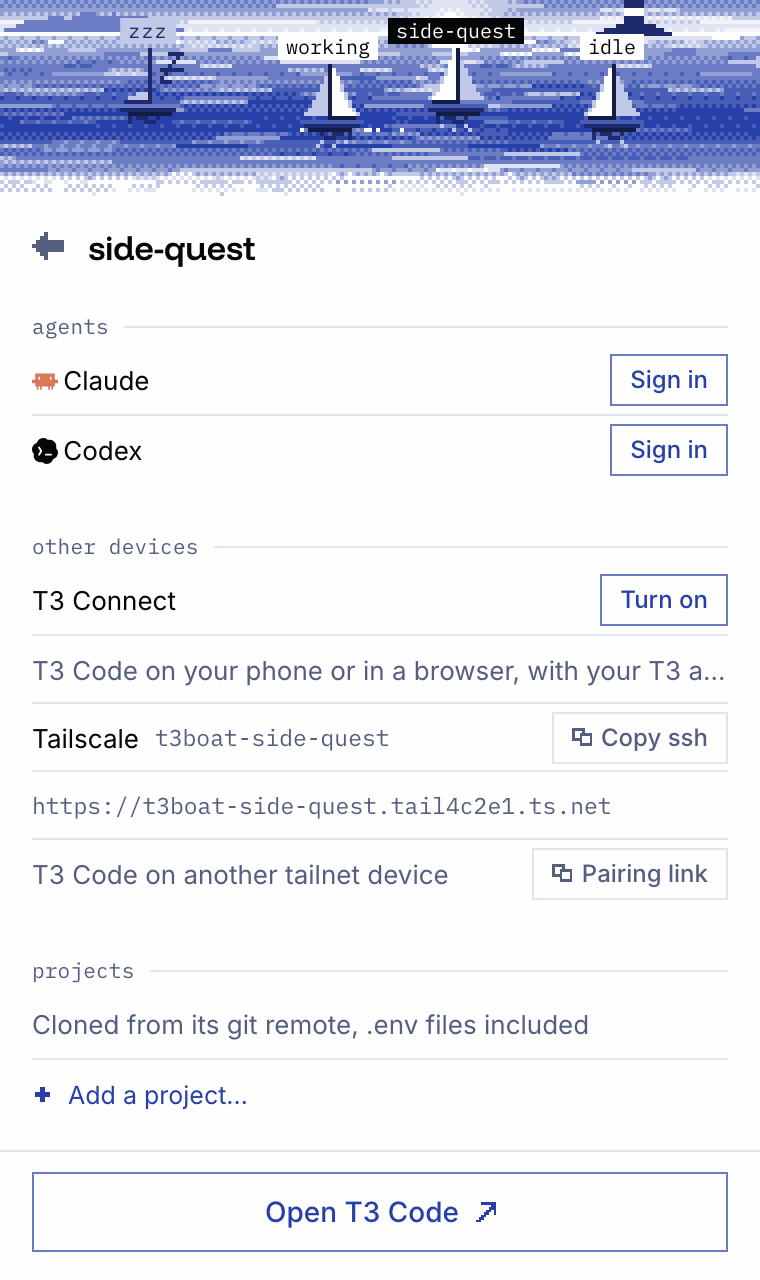 zzz
working
side-quest
idle
side-quest
agents
Claude
Sign in
Codex
Sign in
other devices
T3 Connect
Turn on
T3 Code on your phone or in a browser, with your T3 a...
Tailscale t3boat-side-quest
Copy ssh
https://t3boat-side-quest.tail4c2e1.ts.net
T3 Code on another tailnet device
Pairing link
projects
Cloned from its git remote, .env files included
Add a project...
Open T3 Code